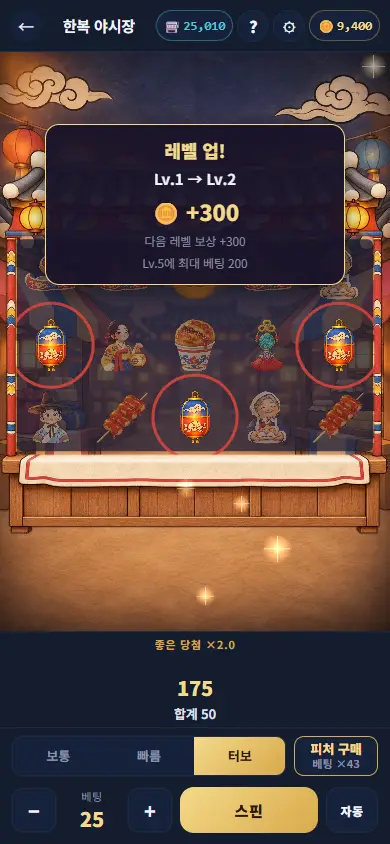 ← 한복 야시장 25,010 ? 9,400
레벨 업!
Lv.1 → Lv.2
+300
다음 레벨 보상 +300
Lv.5에 최대 베팅 200
좋은 당첨 ×2.0
175
합계 50
보통 빠름 터보 피처 구매
베팅 ×43
− 베팅 + 스핀 자동
25